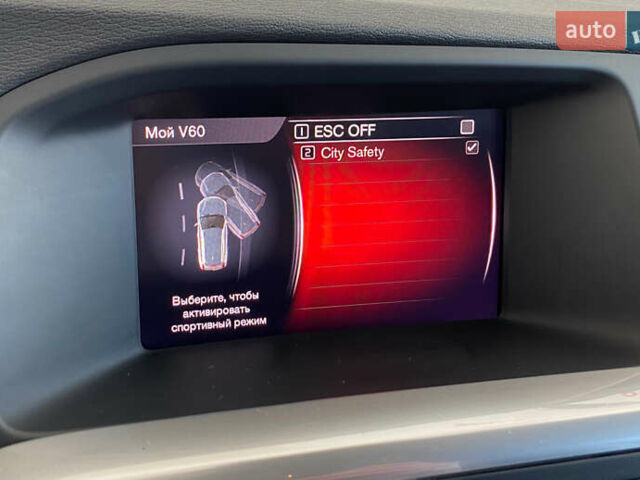 auto
Мой V60
1 ESC OFF
2 City Safety
Выберите, чтобы
активировать
спортивный режим